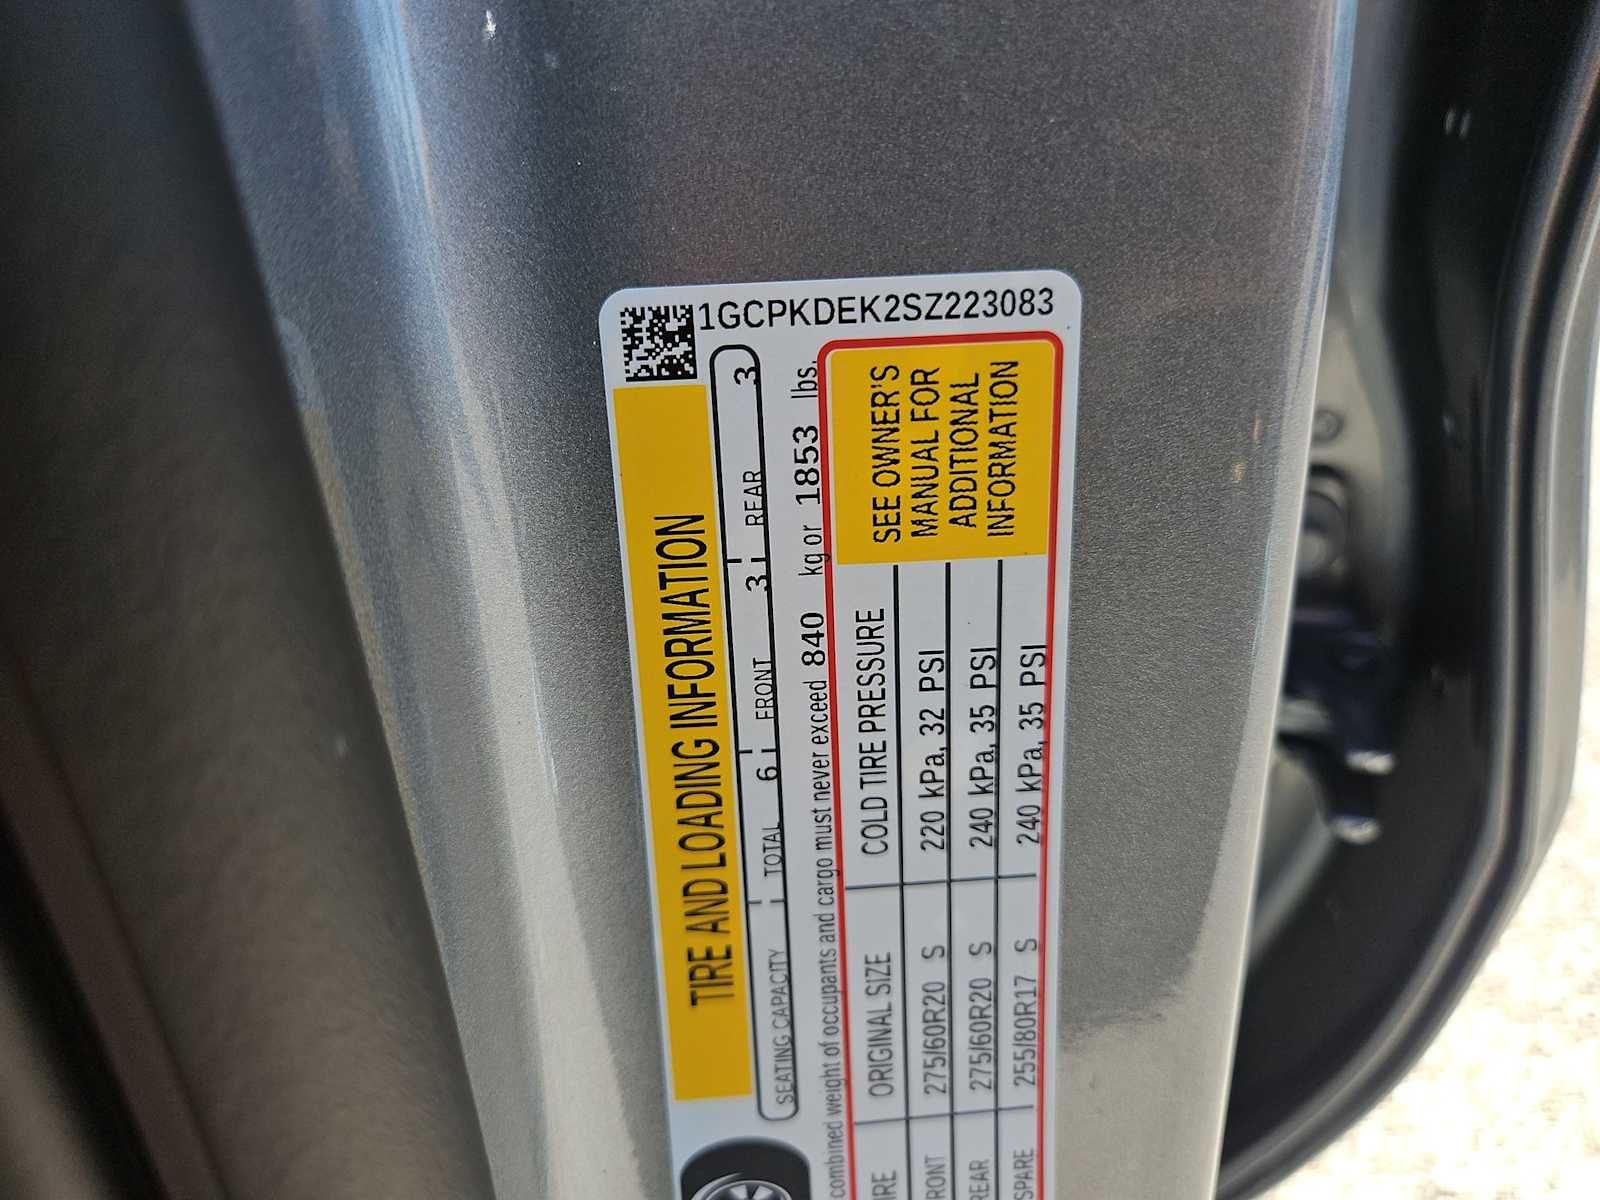 1GCPKDEK2SZ223083
TIRE AND LOADING INFORMATION
SEATING CAPACITY TOTAL 6 FRONT 3 REAR 3
combined weight of occupants and cargo must never exceed 840 kg or 1853 lbs.
ORIGINAL SIZE COLD TIRE PRESSURE
FRONT 275/60R20 S 220 kPa, 32 PSI
REAR 275/60R20 S 240 kPa, 35 PSI
SPARE 255/80R17 S 240 kPa, 35 PSI
SEE OWNER'S
MANUAL FOR
ADDITIONAL
INFORMATION